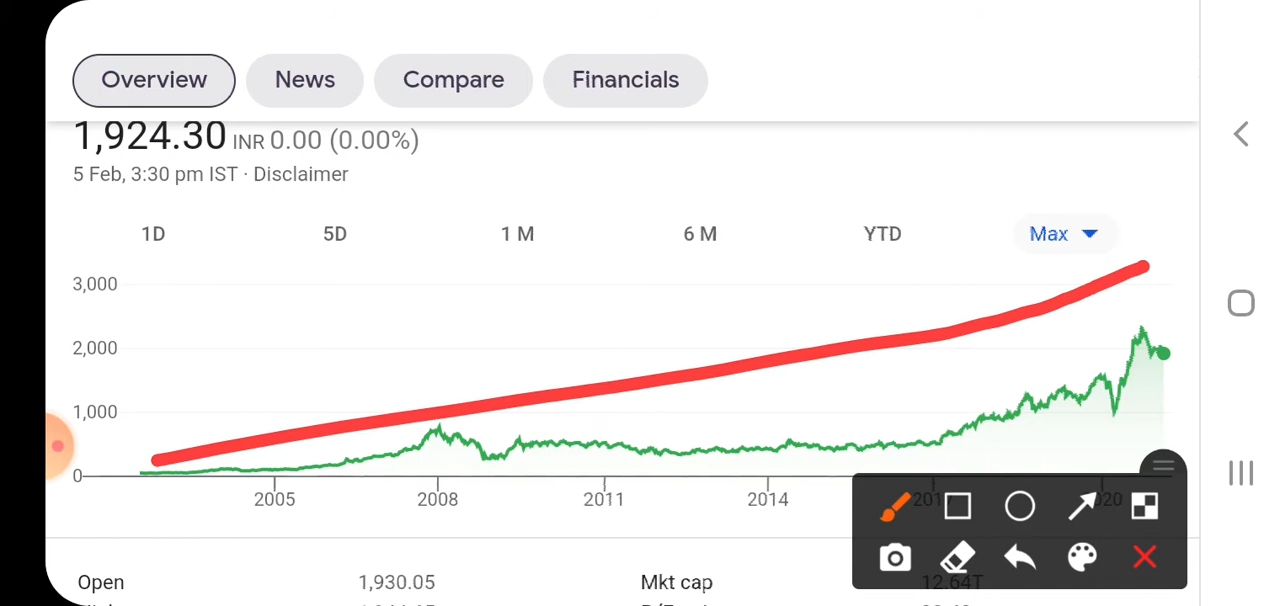 Overview News Compare Financials
1,924.30 INR 0.00 (0.00%)
5 Feb, 3:30 pm IST · Disclaimer
1D 5D 1 M 6 M YTD Max
3,000
2,000
1,000
0
2005 2008 2011 2014
Open 1,930.05 Mkt cap 12.64T